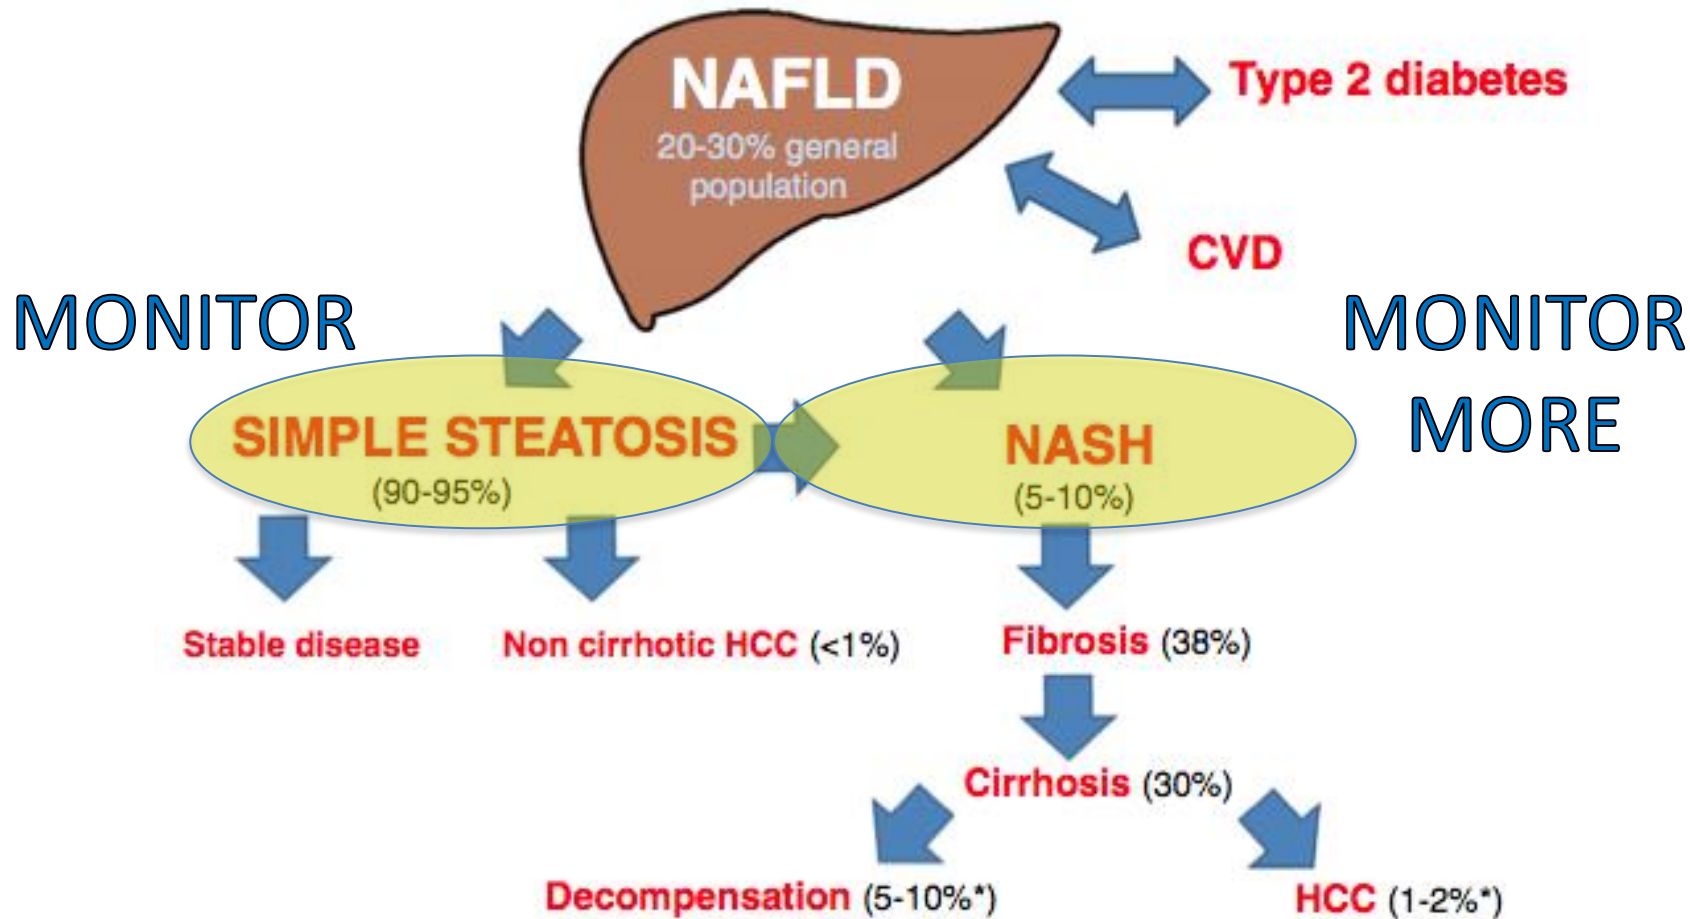 NAFLD
20-30% general
population
Type 2 diabetes
CVD
MONITOR
MONITOR
MORE
SIMPLE STEATOSIS
(90-95%)
NASH
(5-10%)
Stable disease
Non cirrhotic HCC (<1%)
Fibrosis (38%)
Cirrhosis (30%)
Decompensation (5-10%*)
HCC (1-2%*)